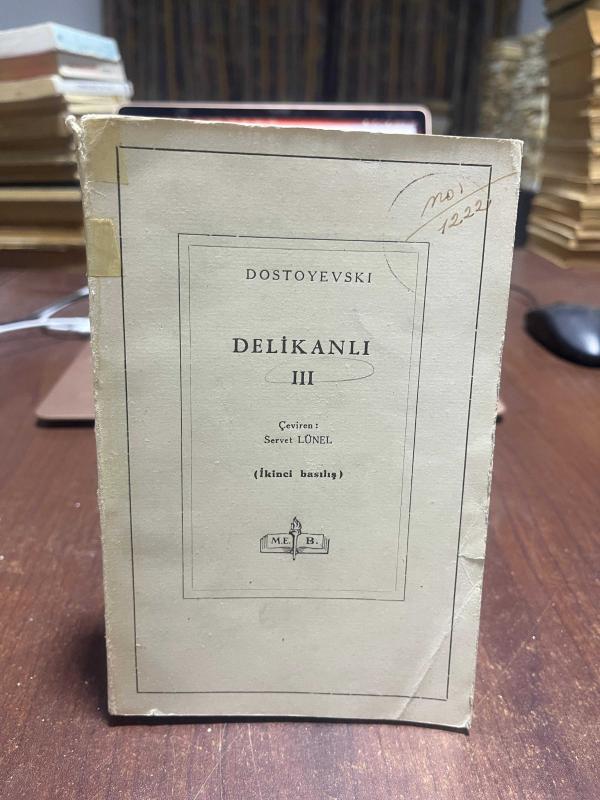 no:
1222
DOSTOYEVSKI
DELİKANLI
III
Çeviren :
Servet LÜNEL
(İkinci basılış)
M.E. B.